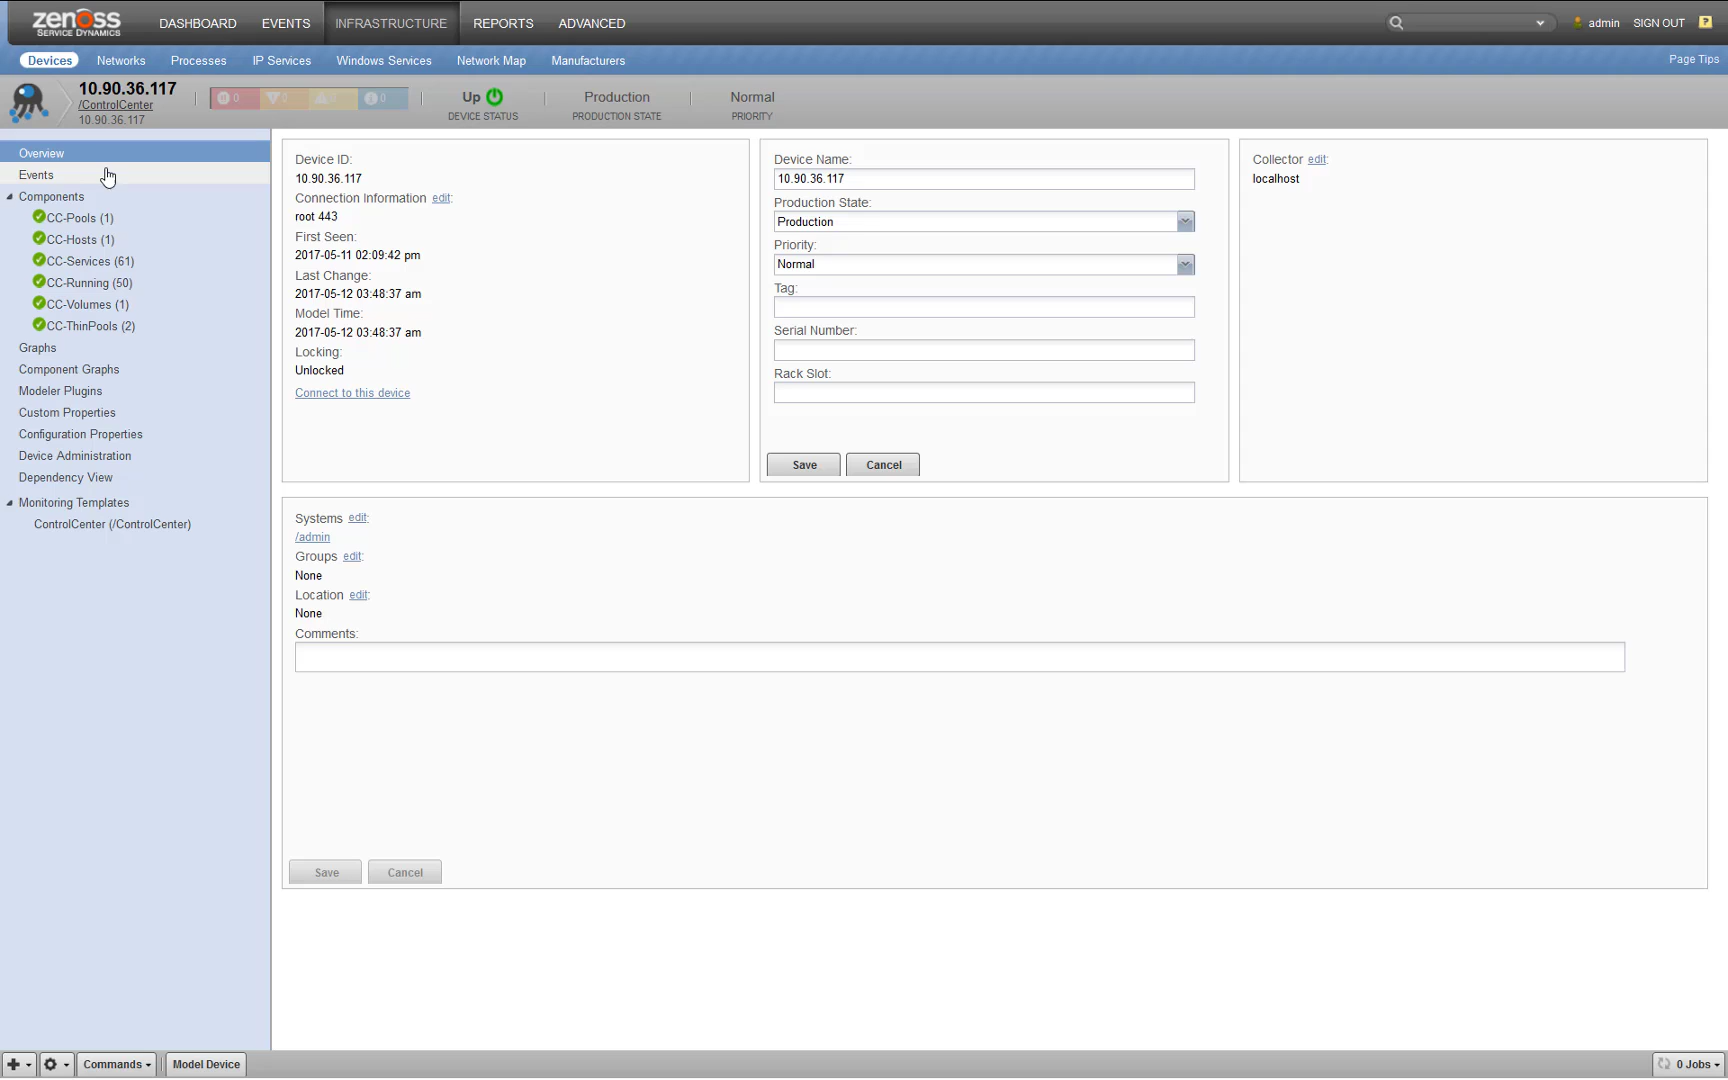 zenoss
SERVICE DYNAMICS
DASHBOARD EVENTS INFRASTRUCTURE REPORTS ADVANCED
admin SIGN OUT ?
Devices Networks Processes IP Services Windows Services Network Map Manufacturers
Page Tips
10.90.36.117
/ControlCenter
10.90.36.117
0 0 0 0
Up
DEVICE STATUS
Production
PRODUCTION STATE
Normal
PRIORITY
Overview
Events
Components
CC-Pools (1)
CC-Hosts (1)
CC-Services (61)
CC-Running (50)
CC-Volumes (1)
CC-ThinPools (2)
Graphs
Component Graphs
Modeler Plugins
Custom Properties
Configuration Properties
Device Administration
Dependency View
Monitoring Templates
ControlCenter (/ControlCenter)
Device ID:
10.90.36.117
Connection Information edit:
root 443
First Seen:
2017-05-11 02:09:42 pm
Last Change:
2017-05-12 03:48:37 am
Model Time:
2017-05-12 03:48:37 am
Locking:
Unlocked
Connect to this device
Device Name:
10.90.36.117
Production State:
Production
Priority:
Normal
Tag:
Serial Number:
Rack Slot:
Save Cancel
Collector edit:
localhost
Systems edit:
/admin
Groups edit:
None
Location edit:
None
Comments:
Save Cancel
Commands Model Device
0 Jobs